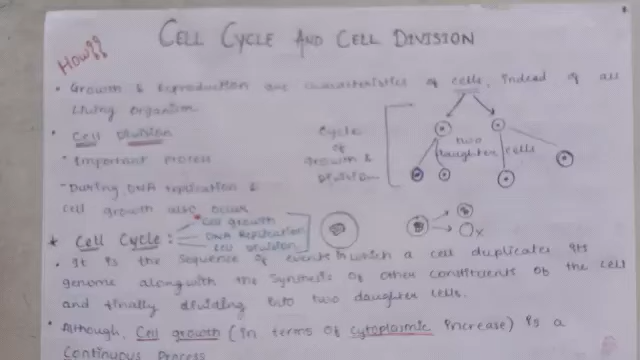 CELL CYCLE AND CELL DIVISION
How??
• Growth & Reproduction are characteristics of cells, indeed of all
living organism
• Cell Division
- Important Process
- During DNA replication &
cell growth also occur
Cycle
of
growth &
division
two
daughter cells
* Cell Cycle:
Cell growth
DNA Replication
Cell Division
x
• It is the sequence of events in which a cell duplicates its
genome along with the synthesis of other constituents of the cell
and finally dividing into two daughter cells.
• Although, Cell growth (in terms of cytoplasmic increase) is a
Continuous Process